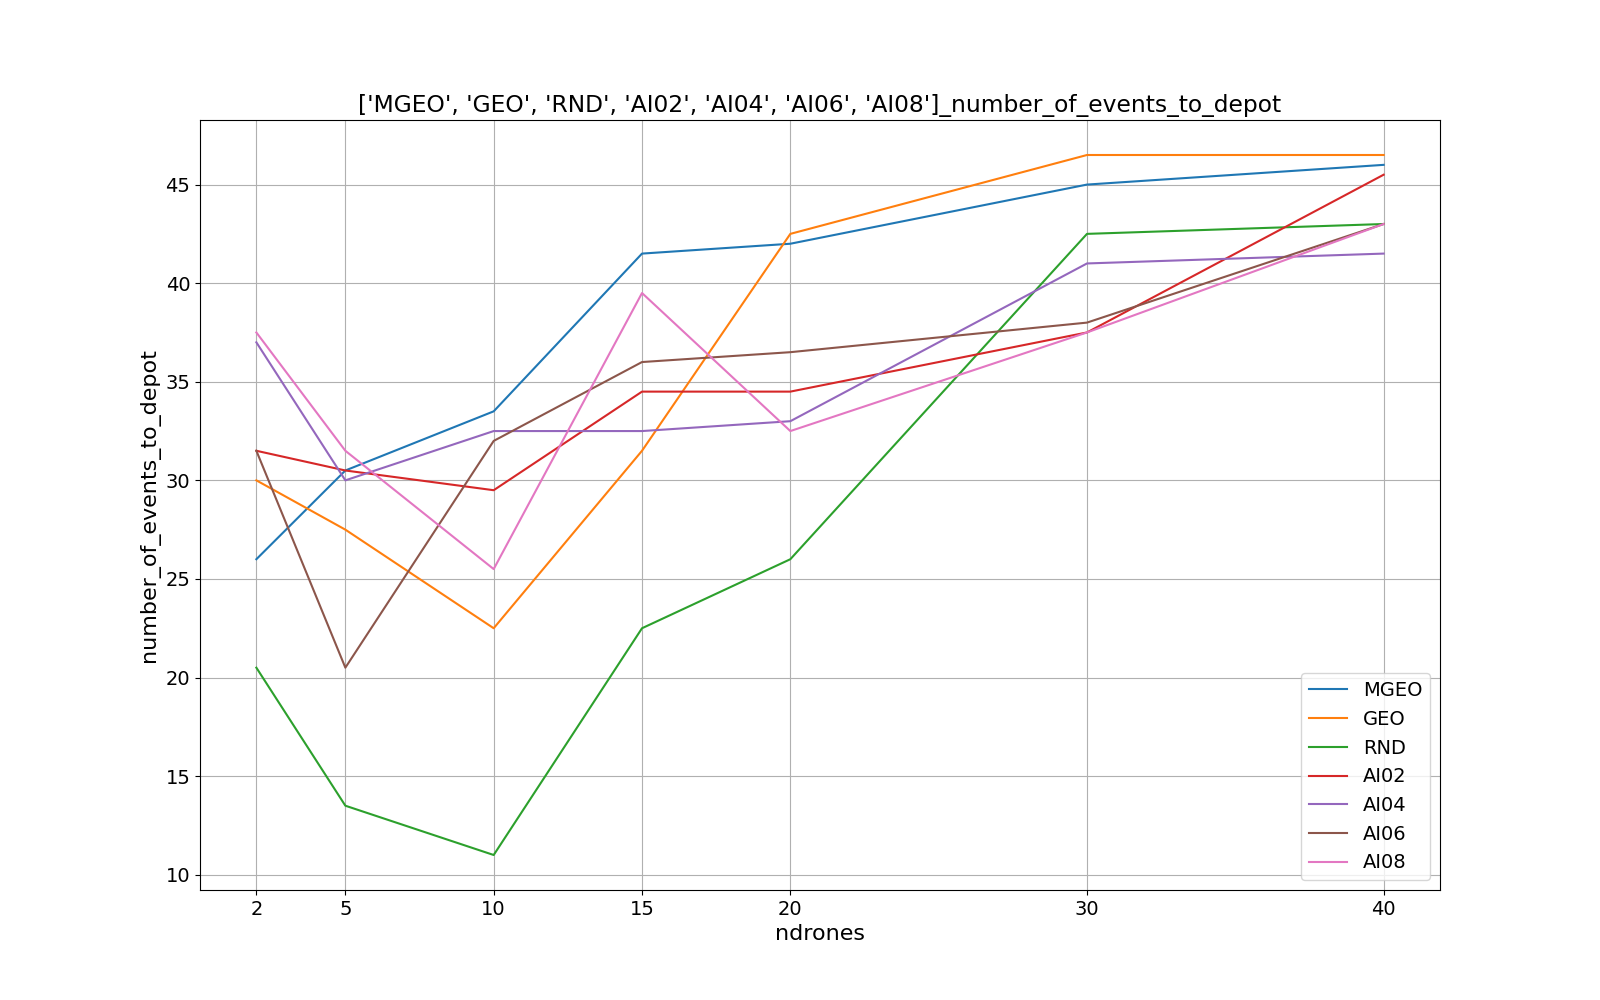 ['MGEO', 'GEO', 'RND', 'AI02', 'AI04', 'AI06', 'AI08']_number_of_events_to_depot
number_of_events_to_depot
45
40
35
30
25
20
15
10
2 5 10 15 20 30 40
ndrones
MGEO
GEO
RND
AI02
AI04
AI06
AI08